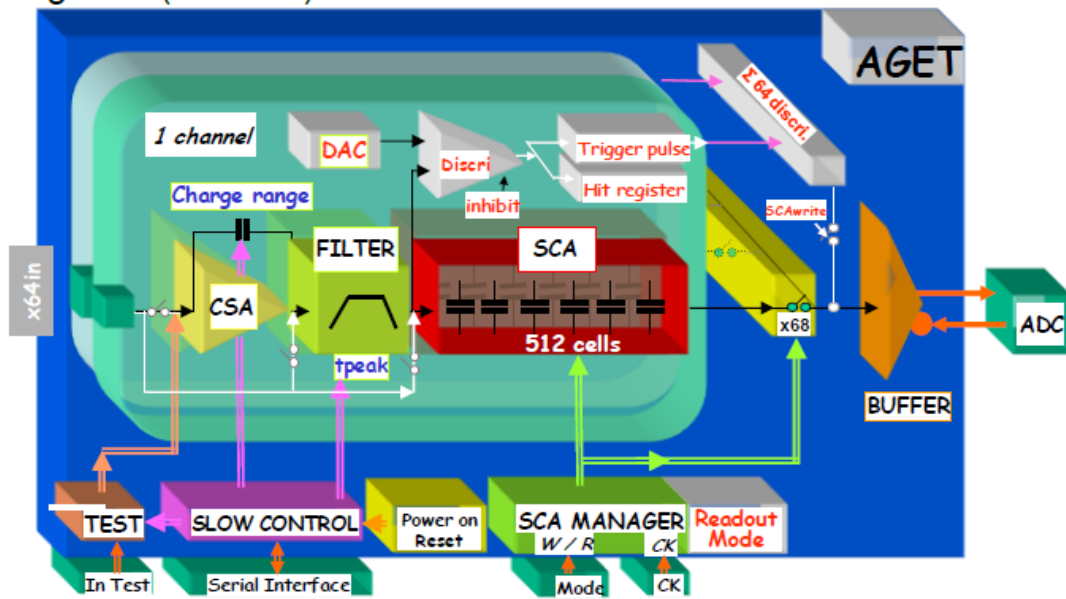 AGET
Σ 64 discri.
1 channel
DAC
Discri
Trigger pulse
Hit register
inhibit
SCAwrite
Charge range
FILTER
SCA
x64in
CSA
512 cells
tpeak
x68
ADC
BUFFER
TEST
SLOW CONTROL
Power on
Reset
SCA MANAGER
W / R
CK
Readout
Mode
In Test
Serial Interface
Mode
CK